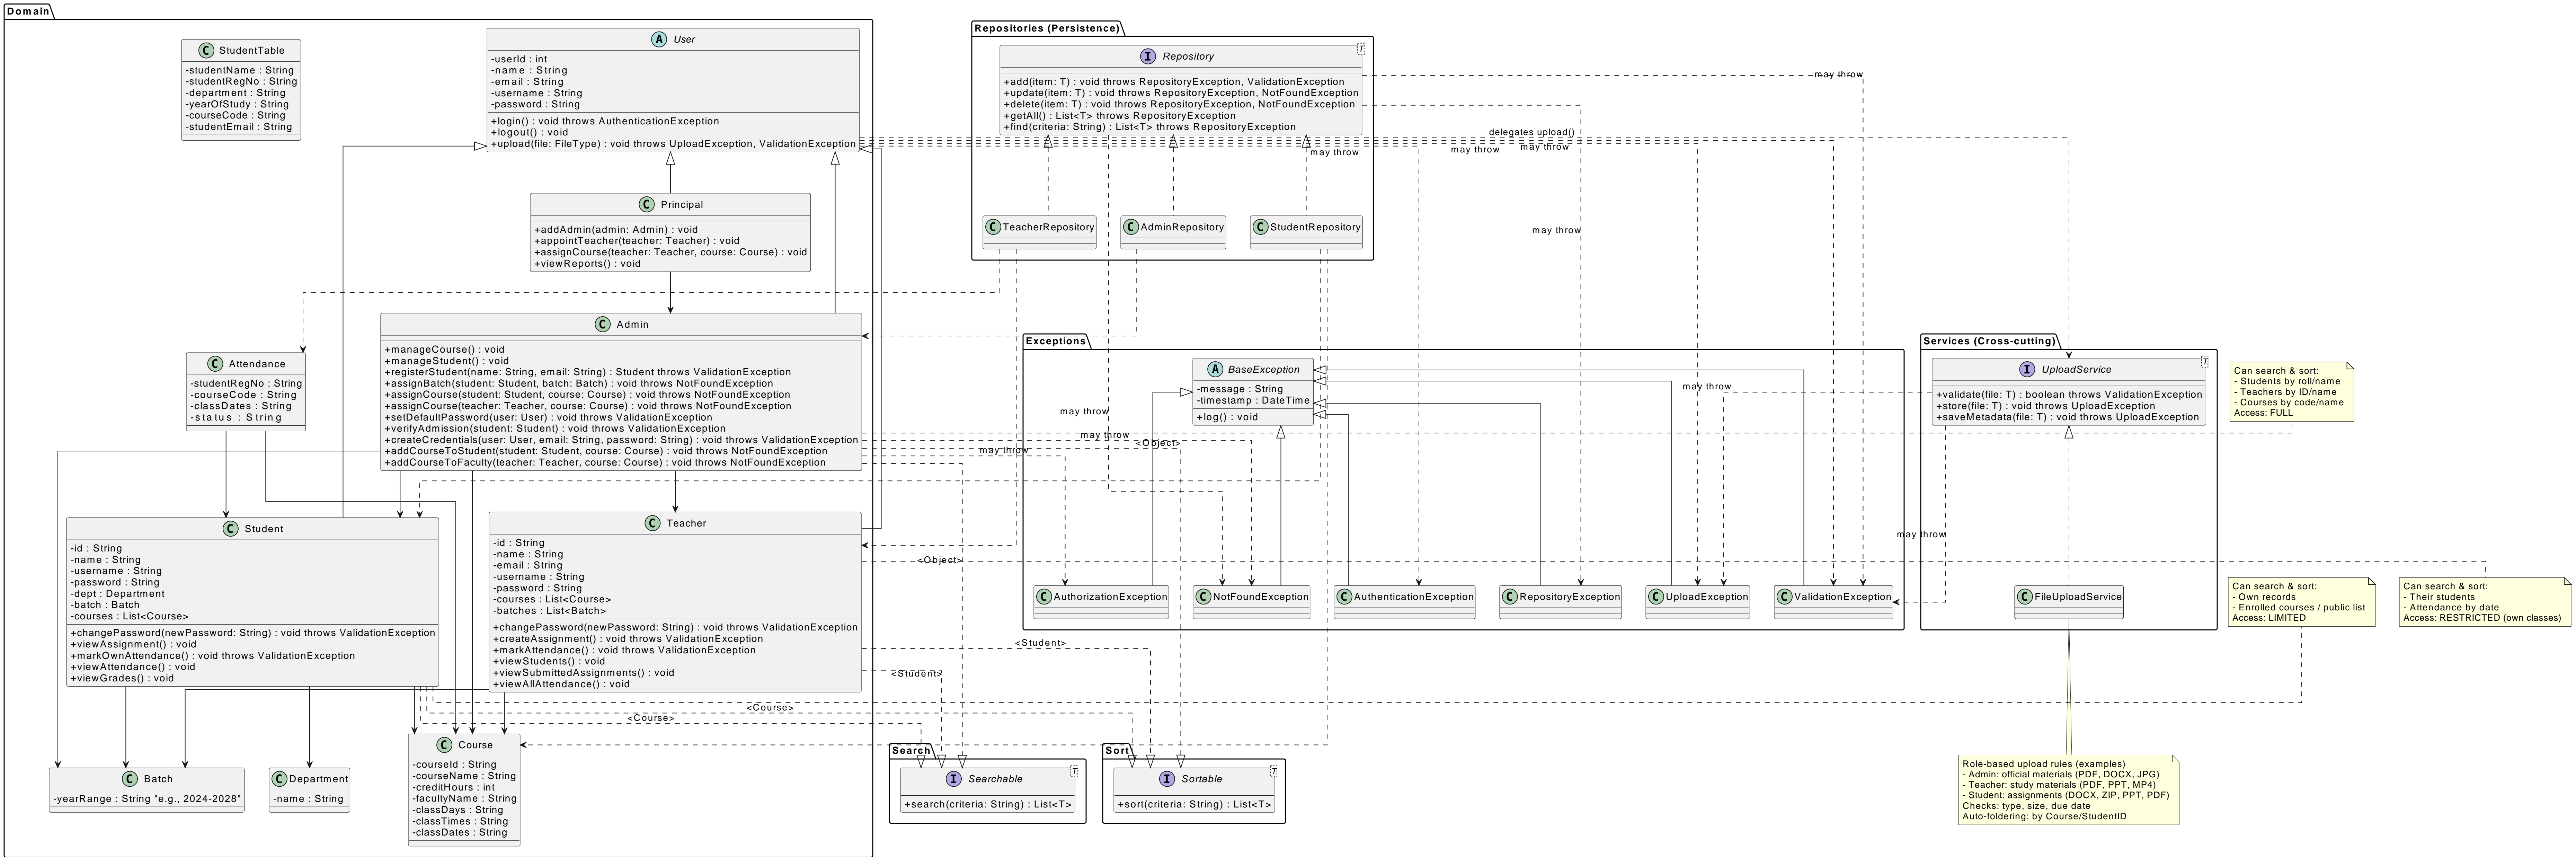 Domain
StudentTable
-studentName : String
-studentRegNo : String
-department : String
-yearOfStudy : String
-courseCode : String
-studentEmail : String
User
-userId : int
-name : String
-email : String
-username : String
-password : String
+login() : void throws AuthenticationException
+logout() : void
+upload(file: FileType) : void throws UploadException, ValidationException
Principal
+addAdmin(admin: Admin) : void
+appointTeacher(teacher: Teacher) : void
+assignCourse(teacher: Teacher, course: Course) : void
+viewReports() : void
Admin
+manageCourse() : void
+manageStudent() : void
+registerStudent(name: String, email: String) : Student throws ValidationException
+assignBatch(student: Student, batch: Batch) : void throws NotFoundException
+assignCourse(student: Student, course: Course) : void throws NotFoundException
+assignCourse(teacher: Teacher, course: Course) : void throws NotFoundException
+setDefaultPassword(user: User) : void throws ValidationException
+verifyAdmission(student: Student) : void throws ValidationException
+createCredentials(user: User, email: String, password: String) : void throws ValidationException
+addCourseToStudent(student: Student, course: Course) : void throws NotFoundException
+addCourseToFaculty(teacher: Teacher, course: Course) : void throws NotFoundException
Attendance
-studentRegNo : String
-courseCode : String
-classDates : String
-status : String
Student
-id : String
-name : String
-username : String
-password : String
-dept : Department
-batch : Batch
-courses : List<Course>
+changePassword(newPassword: String) : void throws ValidationException
+viewAssignment() : void
+markOwnAttendance() : void throws ValidationException
+viewAttendance() : void
+viewGrades() : void
Teacher
-id : String
-name : String
-email : String
-username : String
-password : String
-courses : List<Course>
-batches : List<Batch>
+changePassword(newPassword: String) : void throws ValidationException
+createAssignment() : void throws ValidationException
+markAttendance() : void throws ValidationException
+viewStudents() : void
+viewSubmittedAssignments() : void
+viewAllAttendance() : void
Batch
-yearRange : String "e.g., 2024-2028"
Department
-name : String
Course
-courseId : String
-courseName : String
-creditHours : int
-facultyName : String
-classDays : String
-classTimes : String
-classDates : String
Repositories (Persistence)
Repository
T
+add(item: T) : void throws RepositoryException, ValidationException
+update(item: T) : void throws RepositoryException, NotFoundException
+delete(item: T) : void throws RepositoryException, NotFoundException
+getAll() : List<T> throws RepositoryException
+find(criteria: String) : List<T> throws RepositoryException
TeacherRepository
AdminRepository
StudentRepository
may throw
delegates upload()
may throw
may throw
may throw
may throw
Exceptions
BaseException
-message : String
-timestamp : DateTime
+log() : void
AuthorizationException
NotFoundException
AuthenticationException
RepositoryException
UploadException
ValidationException
may throw
may throw
may throw
<Object>
<Object>
<Student>
<Student>
<Course>
<Course>
may throw
may throw
Services (Cross-cutting)
UploadService
T
+validate(file: T) : boolean throws ValidationException
+store(file: T) : void throws UploadException
+saveMetadata(file: T) : void throws UploadException
FileUploadService
Can search & sort:
- Students by roll/name
- Teachers by ID/name
- Courses by code/name
Access: FULL
Can search & sort:
- Own records
- Enrolled courses / public list
Access: LIMITED
Can search & sort:
- Their students
- Attendance by date
Access: RESTRICTED (own classes)
Search
Searchable
T
+search(criteria: String) : List<T>
Sort
Sortable
T
+sort(criteria: String) : List<T>
Role-based upload rules (examples)
- Admin: official materials (PDF, DOCX, JPG)
- Teacher: study materials (PDF, PPT, MP4)
- Student: assignments (DOCX, ZIP, PPT, PDF)
Checks: type, size, due date
Auto-foldering: by Course/StudentID